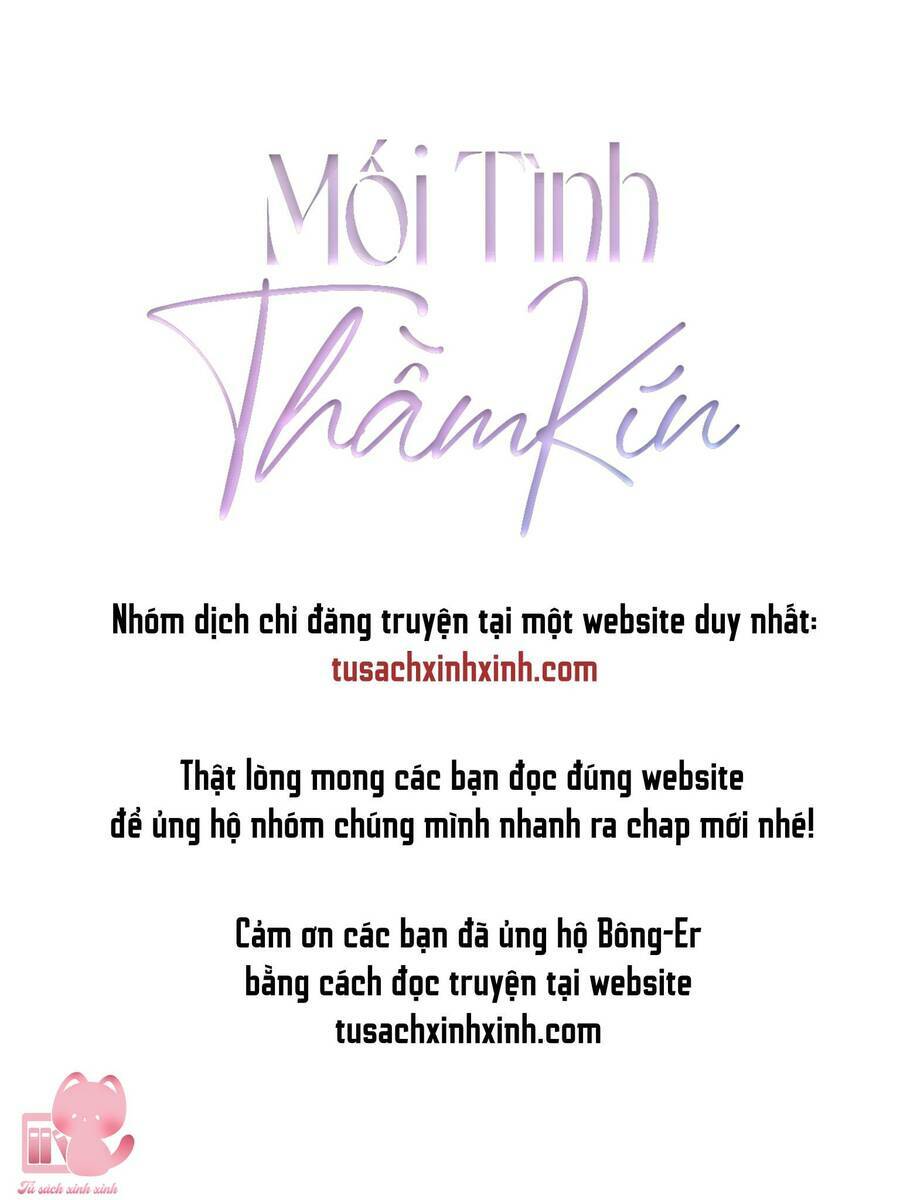 Mối Tình
Thầm Kín
Nhóm dịch chỉ đăng truyện tại một website duy nhất:
tusachxinhxinh.com
Thật lòng mong các bạn đọc đúng website
để ủng hộ nhóm chúng mình nhanh ra chap mới nhé!
Cảm ơn các bạn đã ủng hộ Bông-Er
bằng cách đọc truyện tại website
tusachxinhxinh.com
Tủ sách xinh xinh